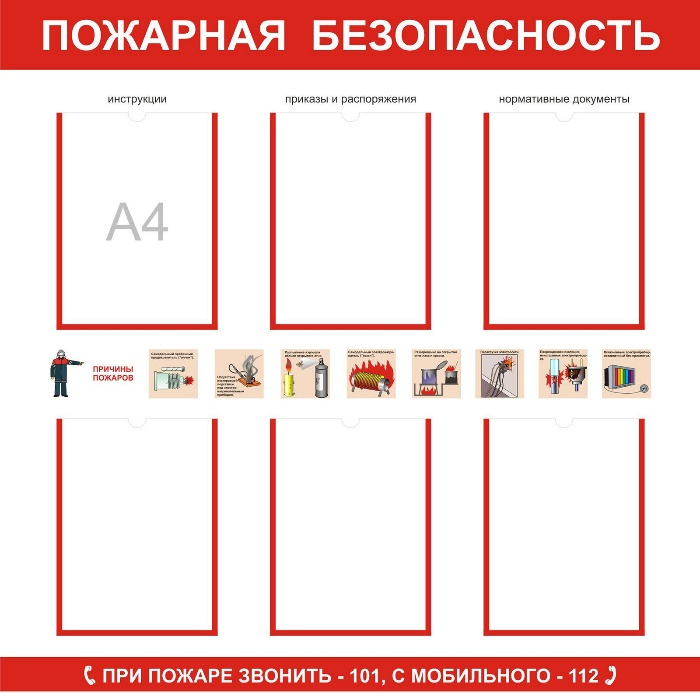 ПОЖАРНАЯ БЕЗОПАСНОСТЬ
инструкции
приказы и распоряжения
нормативные документы
А4
ПРИЧИНЫ
ПОЖАРОВ
ПРИ ПОЖАРЕ ЗВОНИТЬ - 101, С МОБИЛЬНОГО - 112